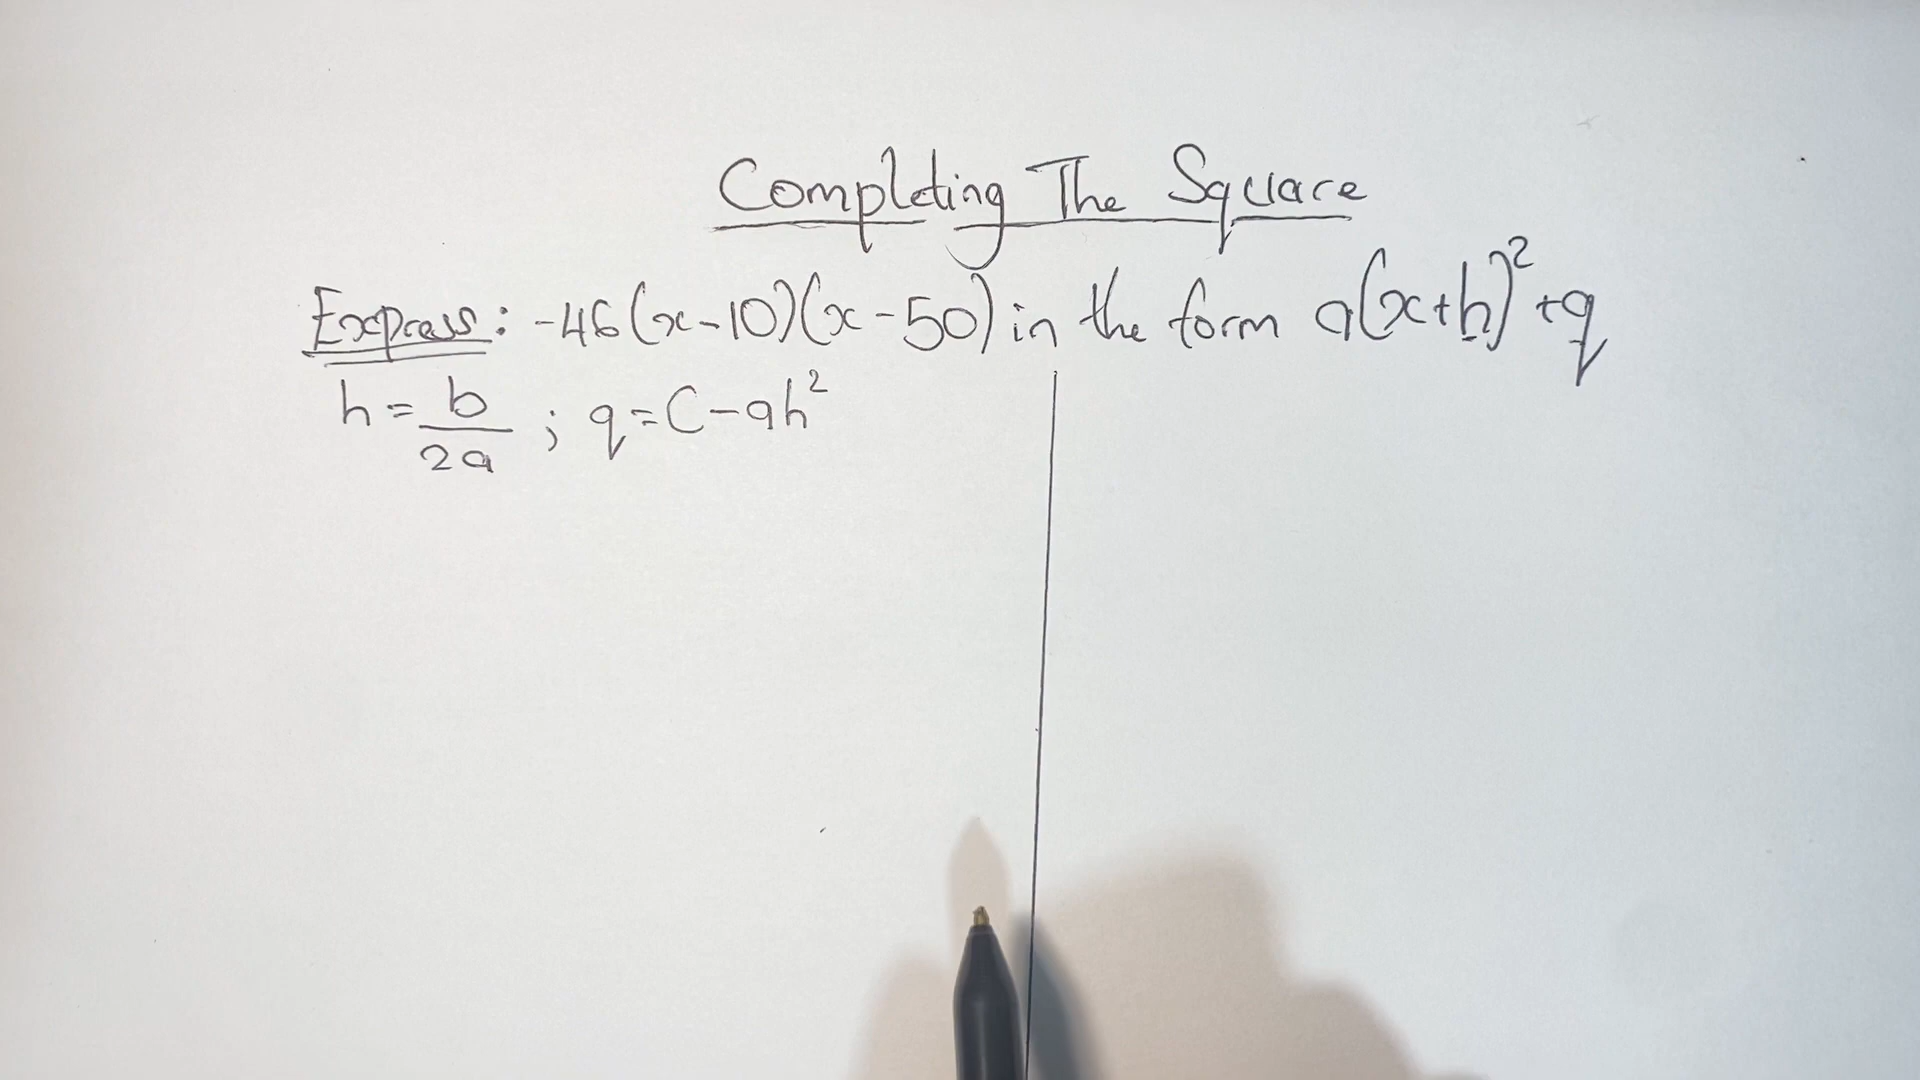 Completing The Square
Express: -46(x-10)(x-50) in the form a(x+h)²+q
h = b/2a ; q=C-ah²